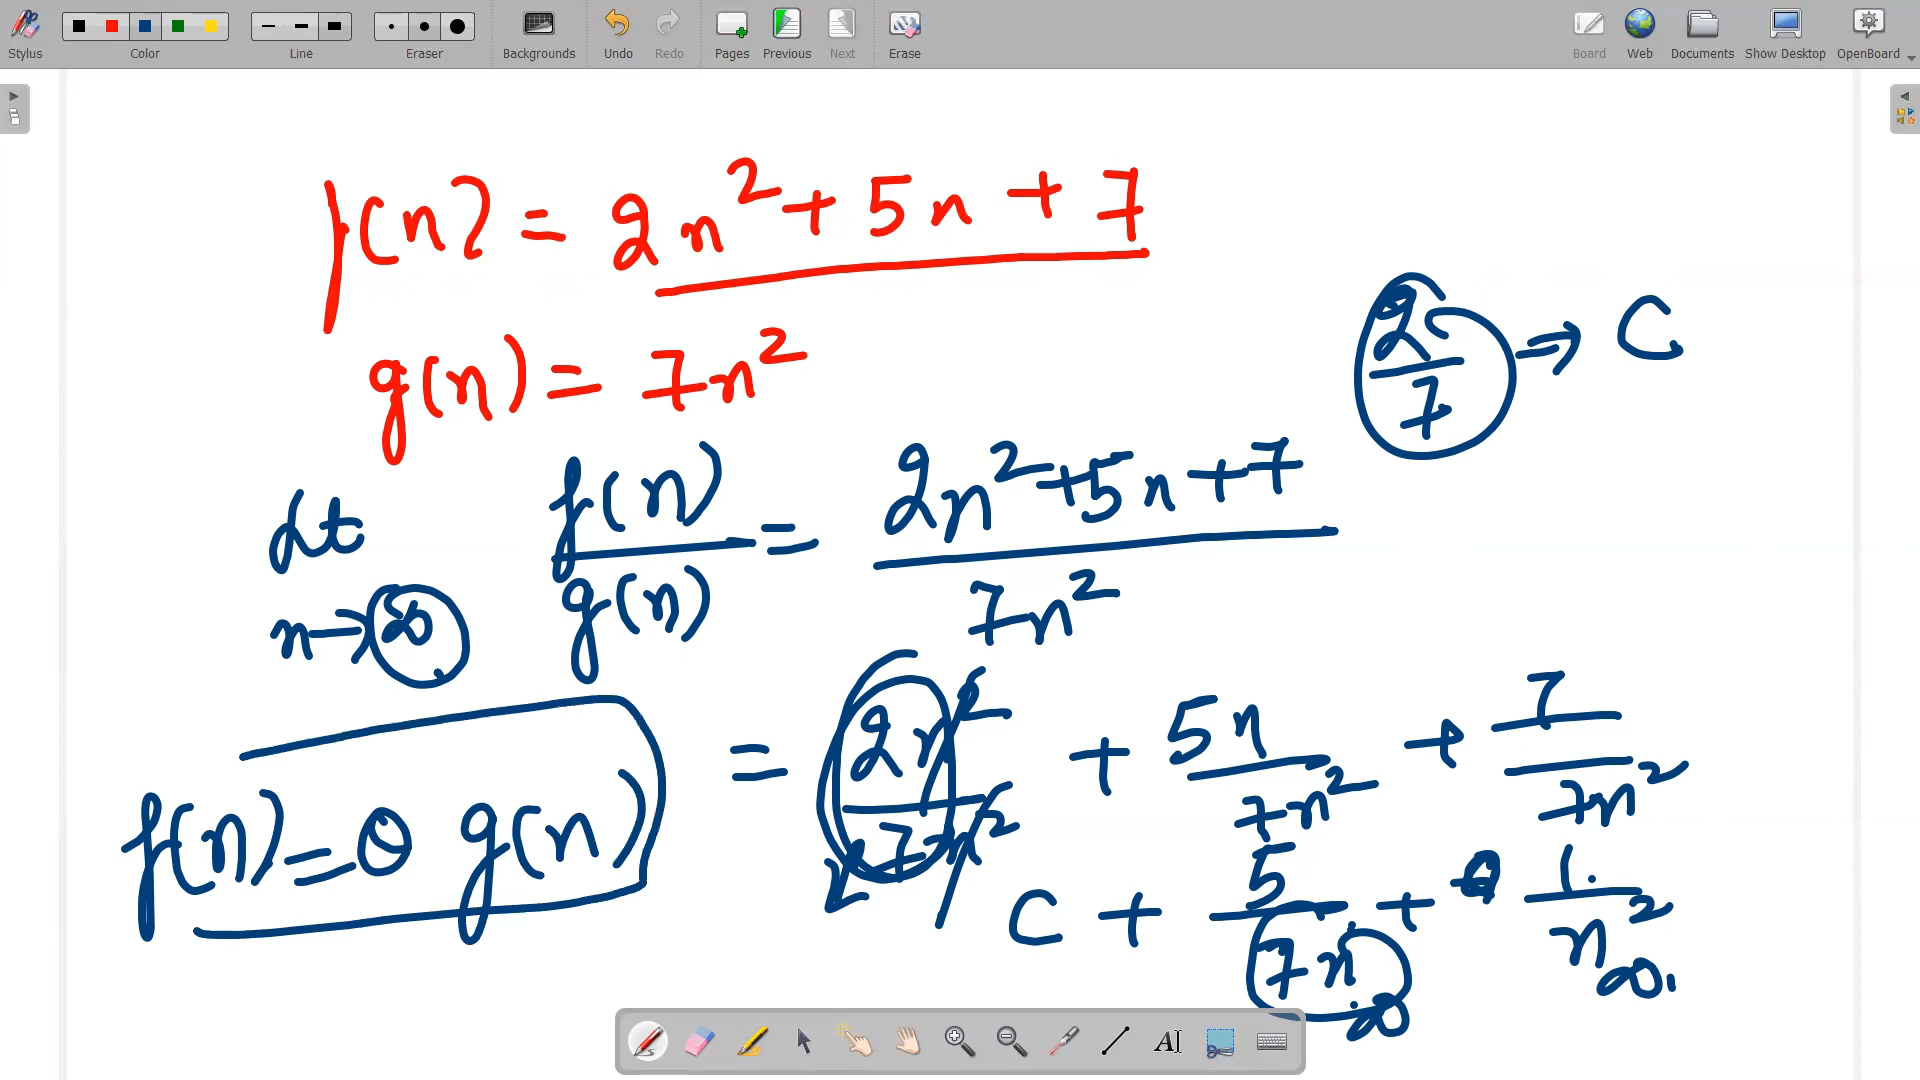 Stylus Color Line Eraser Backgrounds Undo Redo Pages Previous Next Erase Board Web Documents Show Desktop OpenBoard
f(n) = 2n² + 5n + 7
g(n) = 7n²
2/7 ⇒ C
Lt n→∞ f(n)/g(n) = (2n²+5n+7)/7n²
= 2n²/7n² + 5n/7n² + 7/7n²
f(n) = θ g(n)
C + 5/7n + 1/n²
∞ ∞